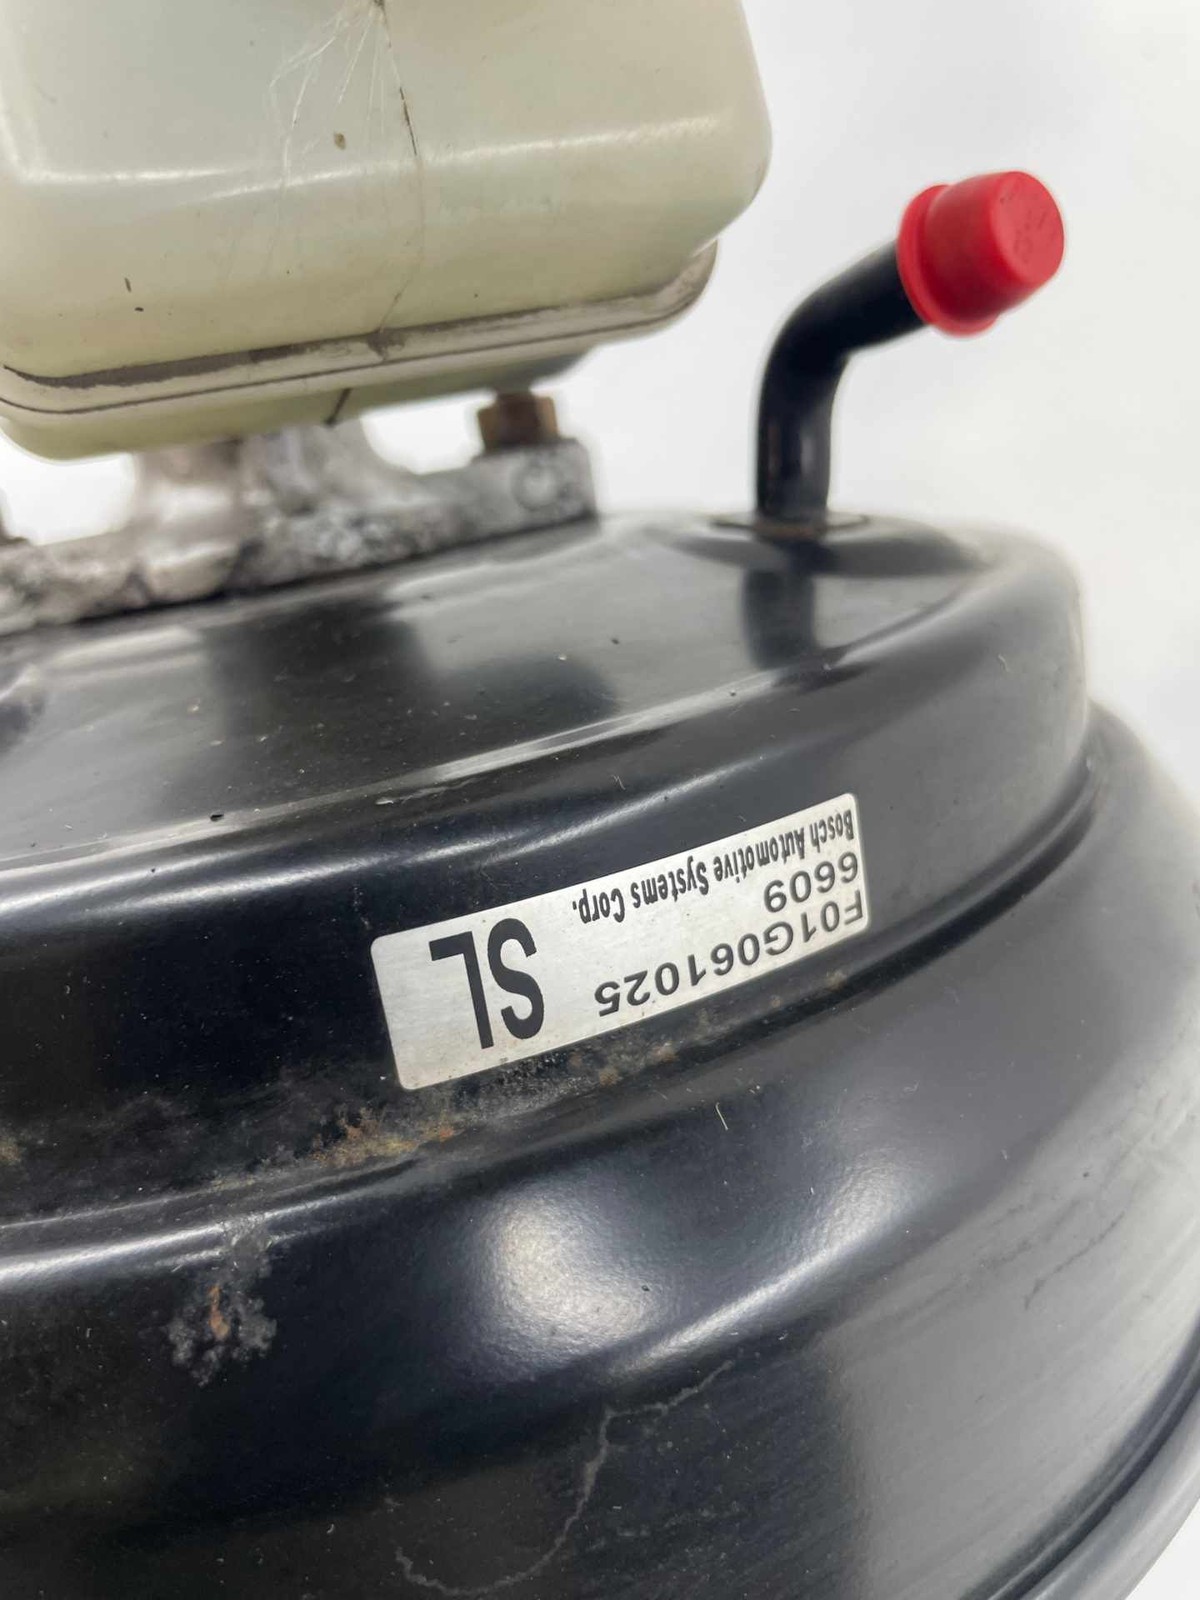 F01G061025
6609
Bosch Automotive Systems Corp.
SL